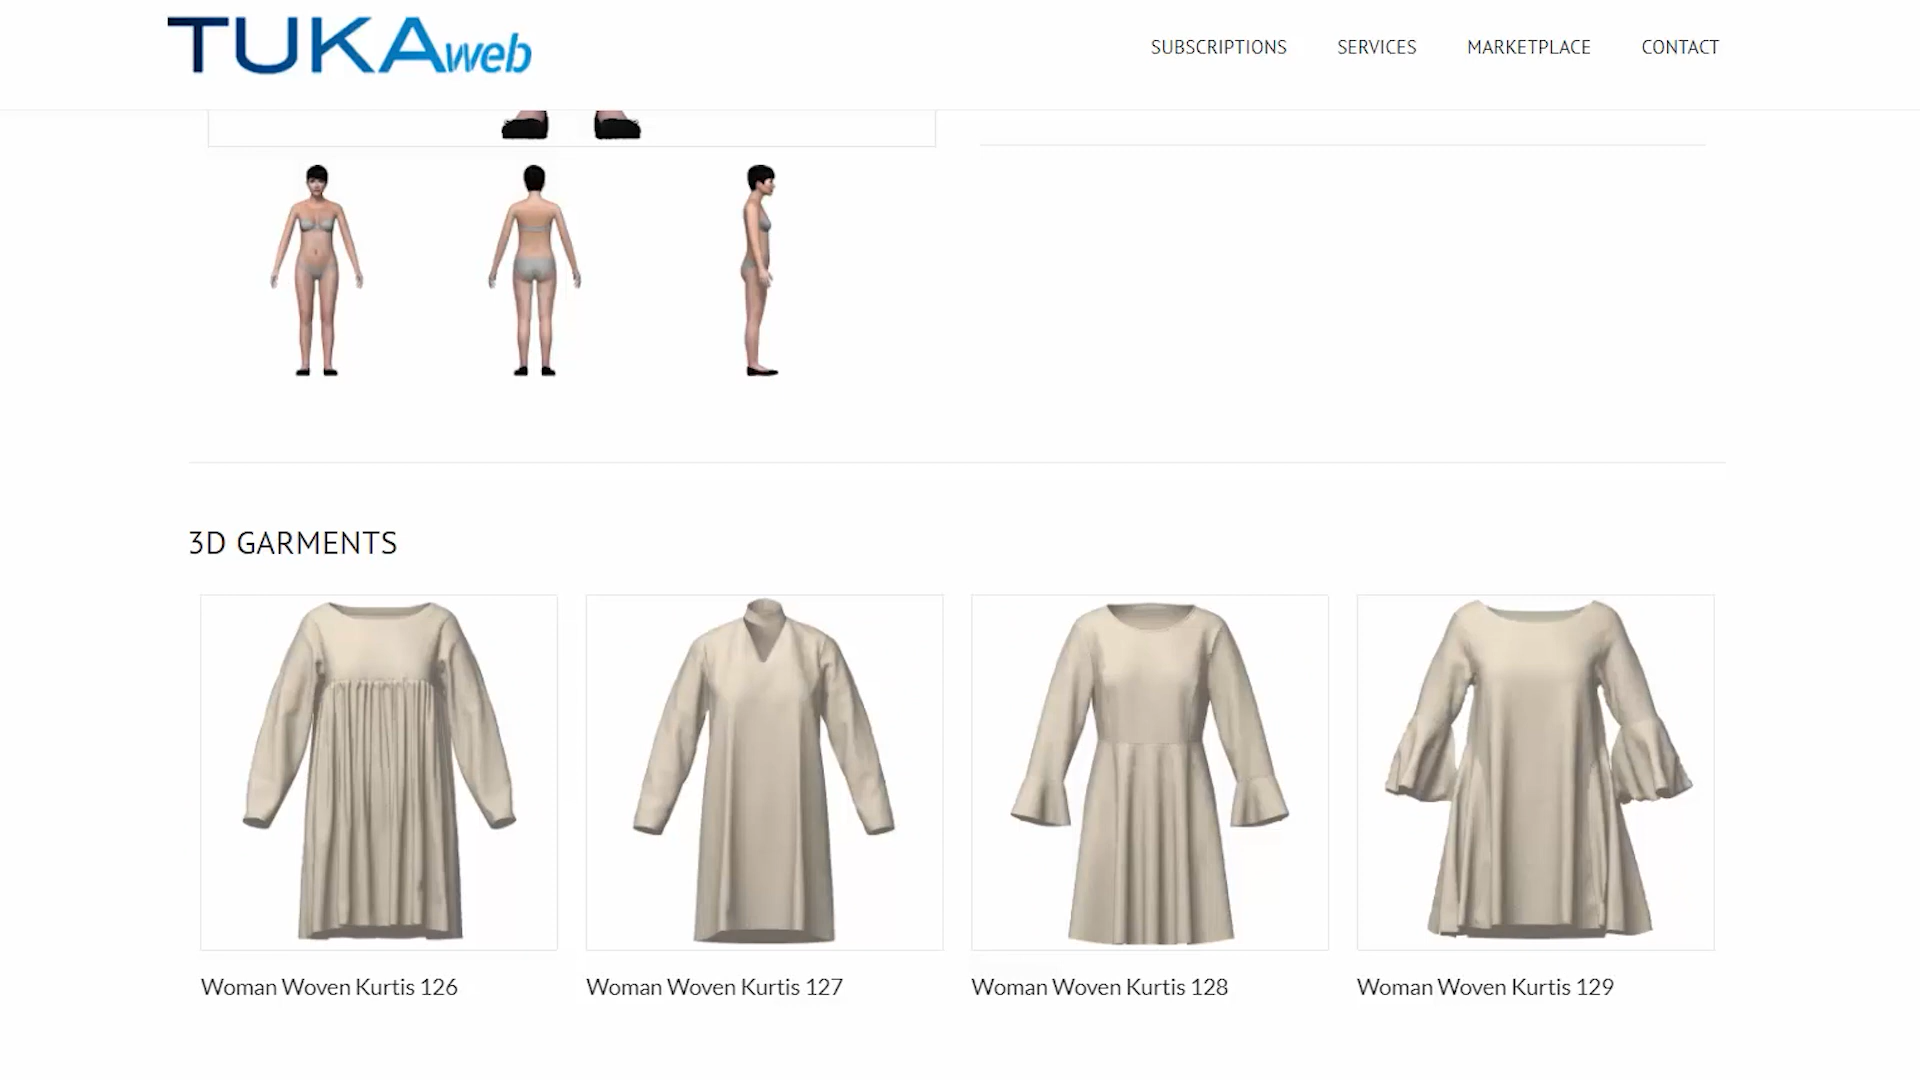 TUKAweb
SUBSCRIPTIONS SERVICES MARKETPLACE CONTACT
3D GARMENTS
Woman Woven Kurtis 126
Woman Woven Kurtis 127
Woman Woven Kurtis 128
Woman Woven Kurtis 129